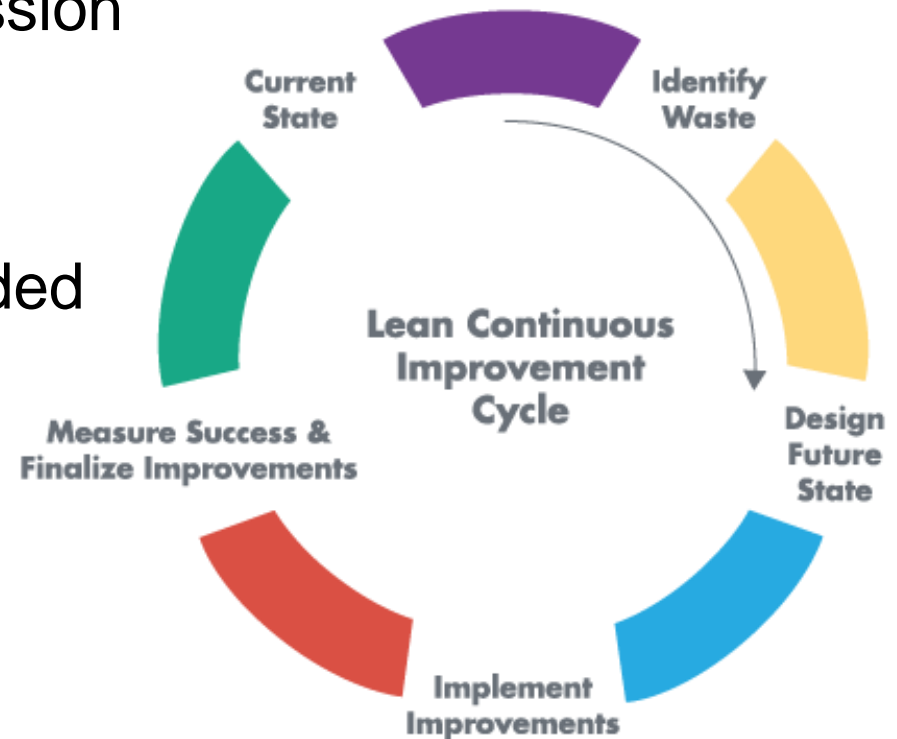 ssion
Current
State
Identify
Waste
ded
Lean Continuous
Improvement
Cycle
Design
Future
State
Measure Success &
Finalize Improvements
Implement
Improvements